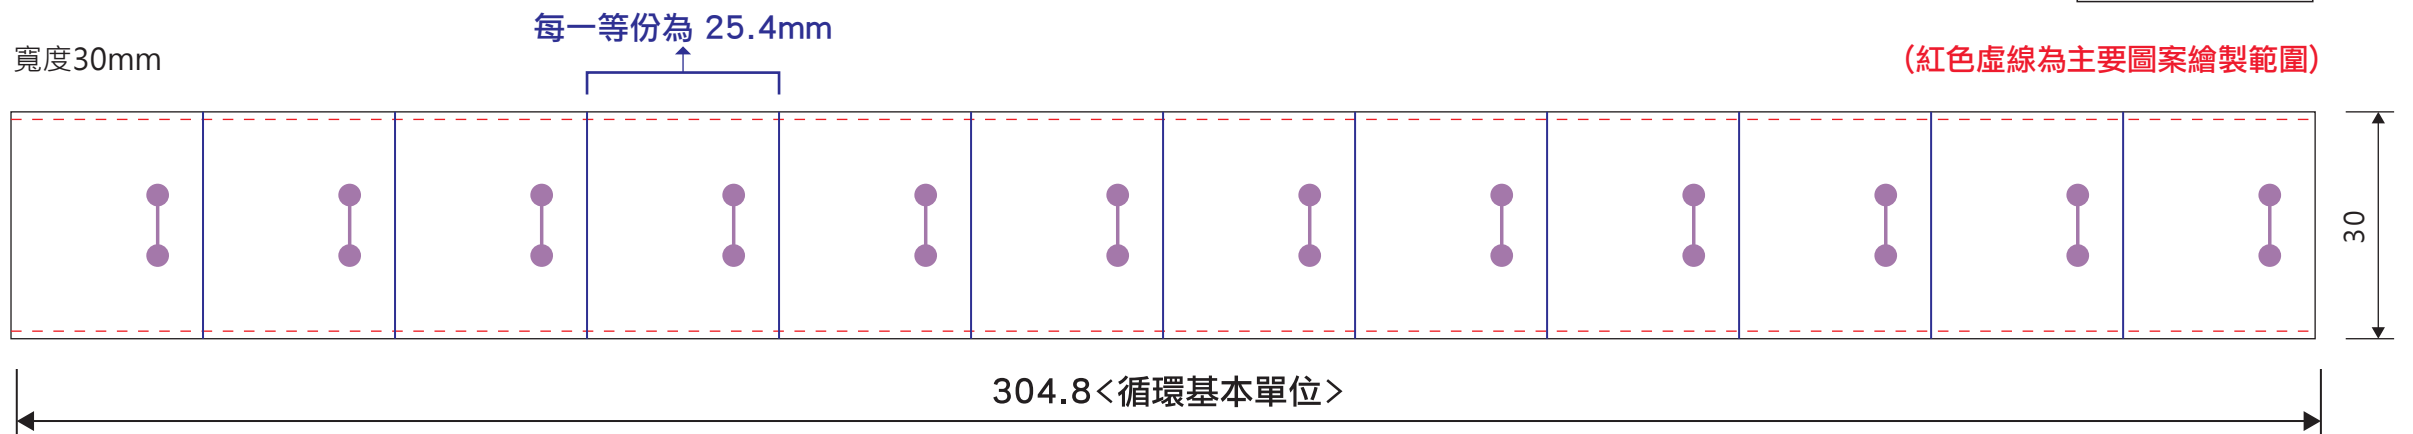 每一等份為 25.4mm
寬度30mm
(紅色虛線為主要圖案繪製範圍)
30
304.8<循環基本單位>